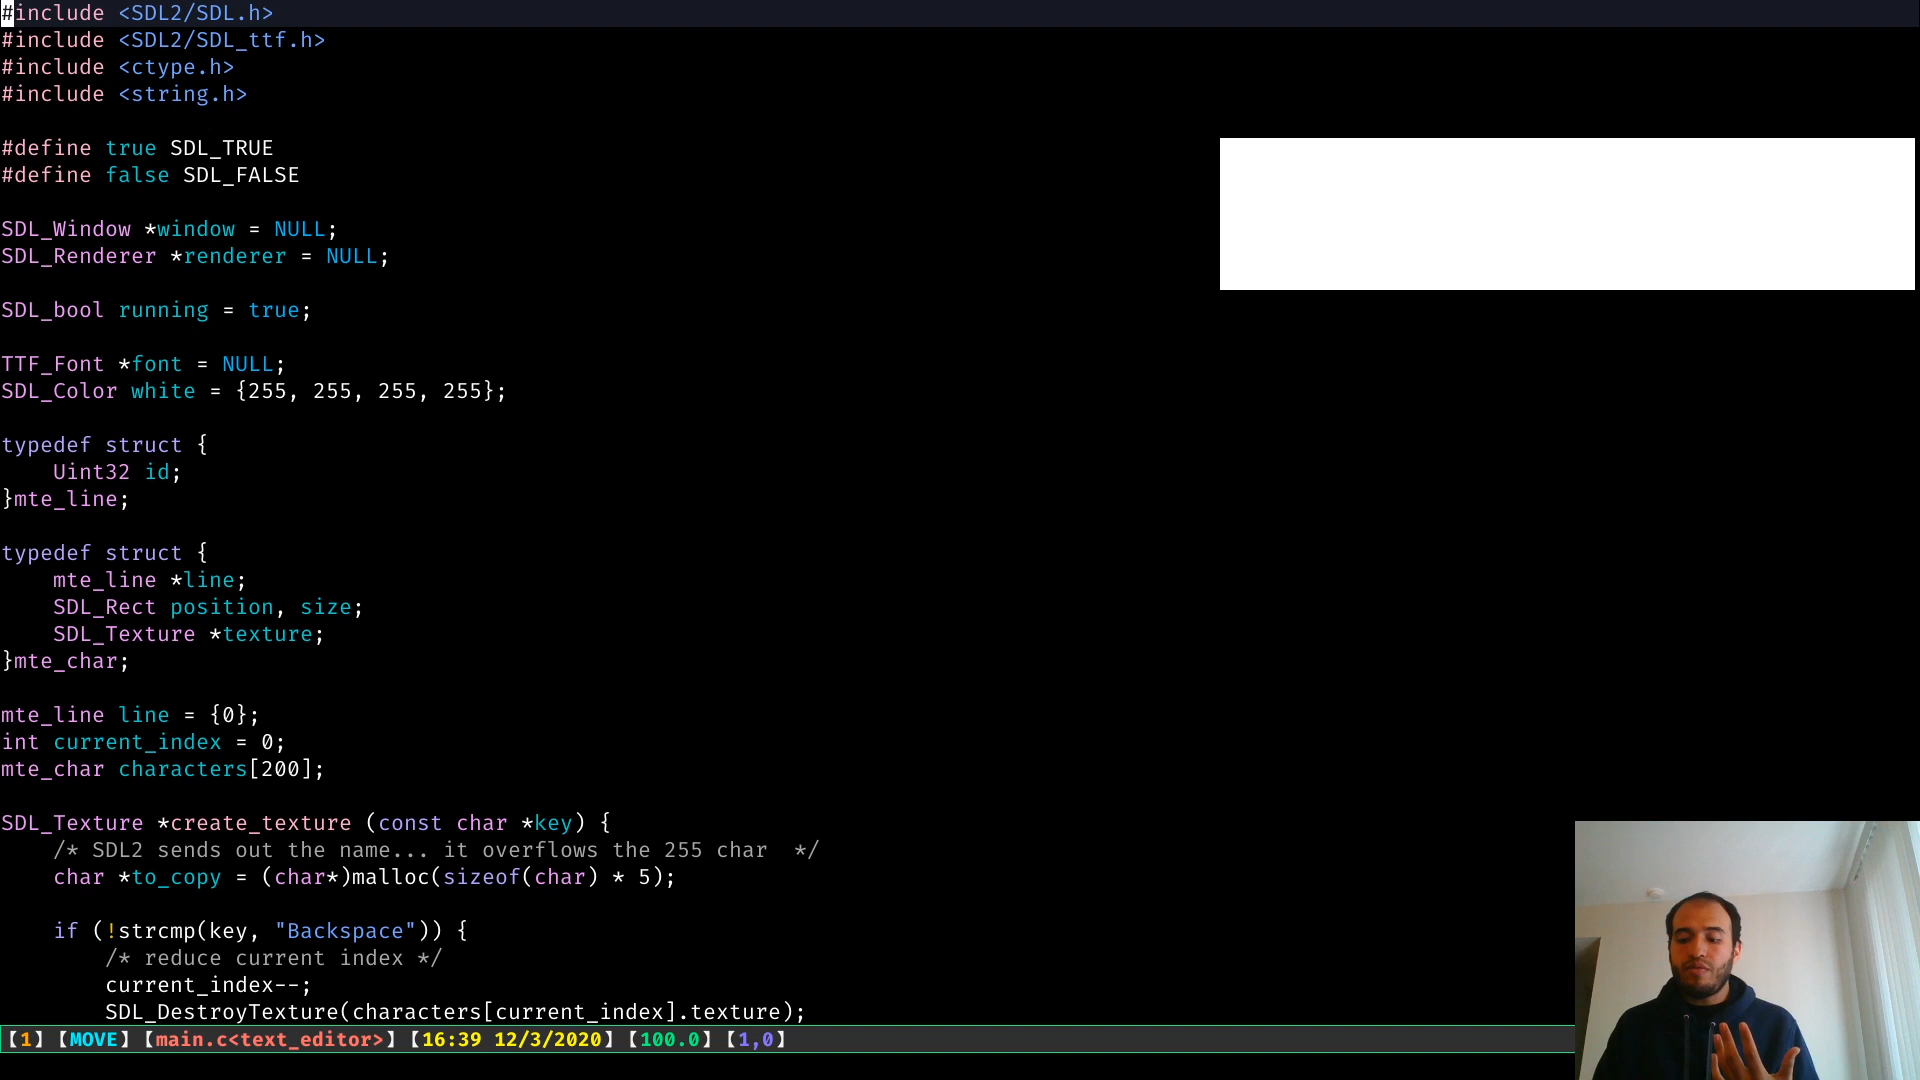 #include <SDL2/SDL.h>
#include <SDL2/SDL_ttf.h>
#include <ctype.h>
#include <string.h>
#define true SDL_TRUE
#define false SDL_FALSE
SDL_Window *window = NULL;
SDL_Renderer *renderer = NULL;
SDL_bool running = true;
TTF_Font *font = NULL;
SDL_Color white = {255, 255, 255, 255};
typedef struct {
    Uint32 id;
}mte_line;
typedef struct {
    mte_line *line;
    SDL_Rect position, size;
    SDL_Texture *texture;
}mte_char;
mte_line line = {0};
int current_index = 0;
mte_char characters[200];
SDL_Texture *create_texture (const char *key) {
    /* SDL2 sends out the name... it overflows the 255 char  */
    char *to_copy = (char*)malloc(sizeof(char) * 5);
    if (!strcmp(key, "Backspace")) {
        /* reduce current index */
        current_index--;
        SDL_DestroyTexture(characters[current_index].texture);
【1】【MOVE】【main.c<text_editor>】【16:39 12/3/2020】【100.0】【1,0】